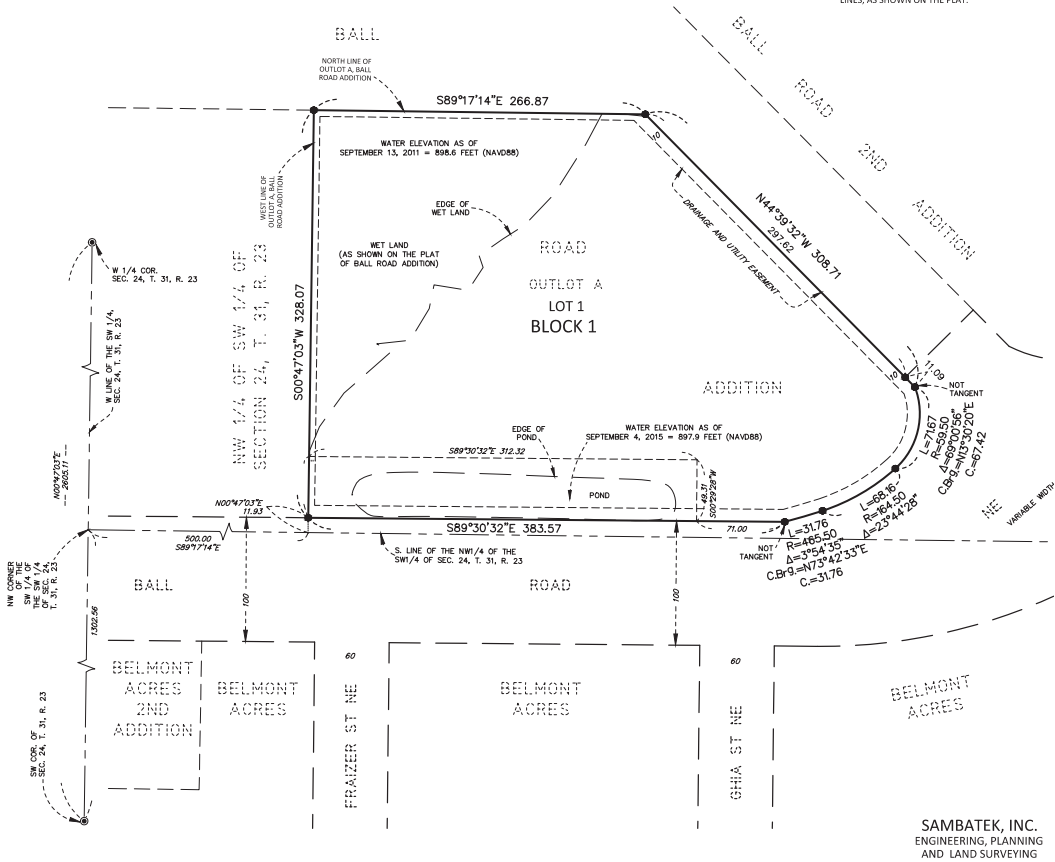 LINES, AS SHOWN ON THE PLAT.
BALL
NORTH LINE OF
OUTLOT A, BALL
ROAD ADDITION
S89°17'14"E 266.87
BALL
ROAD
2ND
ADDITION
10
WATER ELEVATION AS OF
SEPTEMBER 13, 2011 = 898.6 FEET (NAVD88)
WEST LINE OF
OUTLOT A, BALL
ROAD ADDITION
EDGE OF
WET LAND
DRAINAGE AND UTILITY EASEMENT
N44°39'32"W 308.71
297.62
WET LAND
(AS SHOWN ON THE PLAT
OF BALL ROAD ADDITION)
ROAD
OUTLOT A
LOT 1
BLOCK 1
W 1/4 COR.
SEC. 24, T. 31, R. 23
NW 1/4 OF SW 1/4 OF
SECTION 24, T. 31, R. 23
S00°47'03"W 328.07
W LINE OF THE SW 1/4,
SEC. 24, T. 31, R. 23
ADDITION
10
11.09
NOT
TANGENT
L=71.67
R=59.50
Δ=69°00'56"
C.Brg.=N13°30'20"E
C.=67.42
EDGE OF
POND
WATER ELEVATION AS OF
SEPTEMBER 4, 2015 = 897.9 FEET (NAVD88)
S89°30'32"E 312.32
49.31
S00°29'28"W
POND
N00°47'03"E
2605.11
N00°47'03"E
11.93
S89°30'32"E 383.57
71.00
L=68.16
R=164.50
Δ=23°44'28"
NE
VARIABLE WIDTH
500.00
S89°17'14"E
S. LINE OF THE NW1/4 OF THE
SW1/4 OF SEC. 24, T. 31, R. 23
NOT
TANGENT
L=31.76
R=465.50
Δ=3°54'35"
C.Brg.=N73°42'33"E
C.=31.76
NW CORNER
OF THE
SW 1/4 OF
THE SW 1/4
OF SEC. 24,
T. 31, R. 23
BALL
ROAD
1302.56
100
100
60
60
BELMONT
ACRES
2ND
ADDITION
BELMONT
ACRES
BELMONT
ACRES
BELMONT
ACRES
FRAIZER ST NE
GHIA ST NE
SW COR. OF
SEC. 24, T. 31, R. 23
SAMBATEK, INC.
ENGINEERING, PLANNING
AND LAND SURVEYING